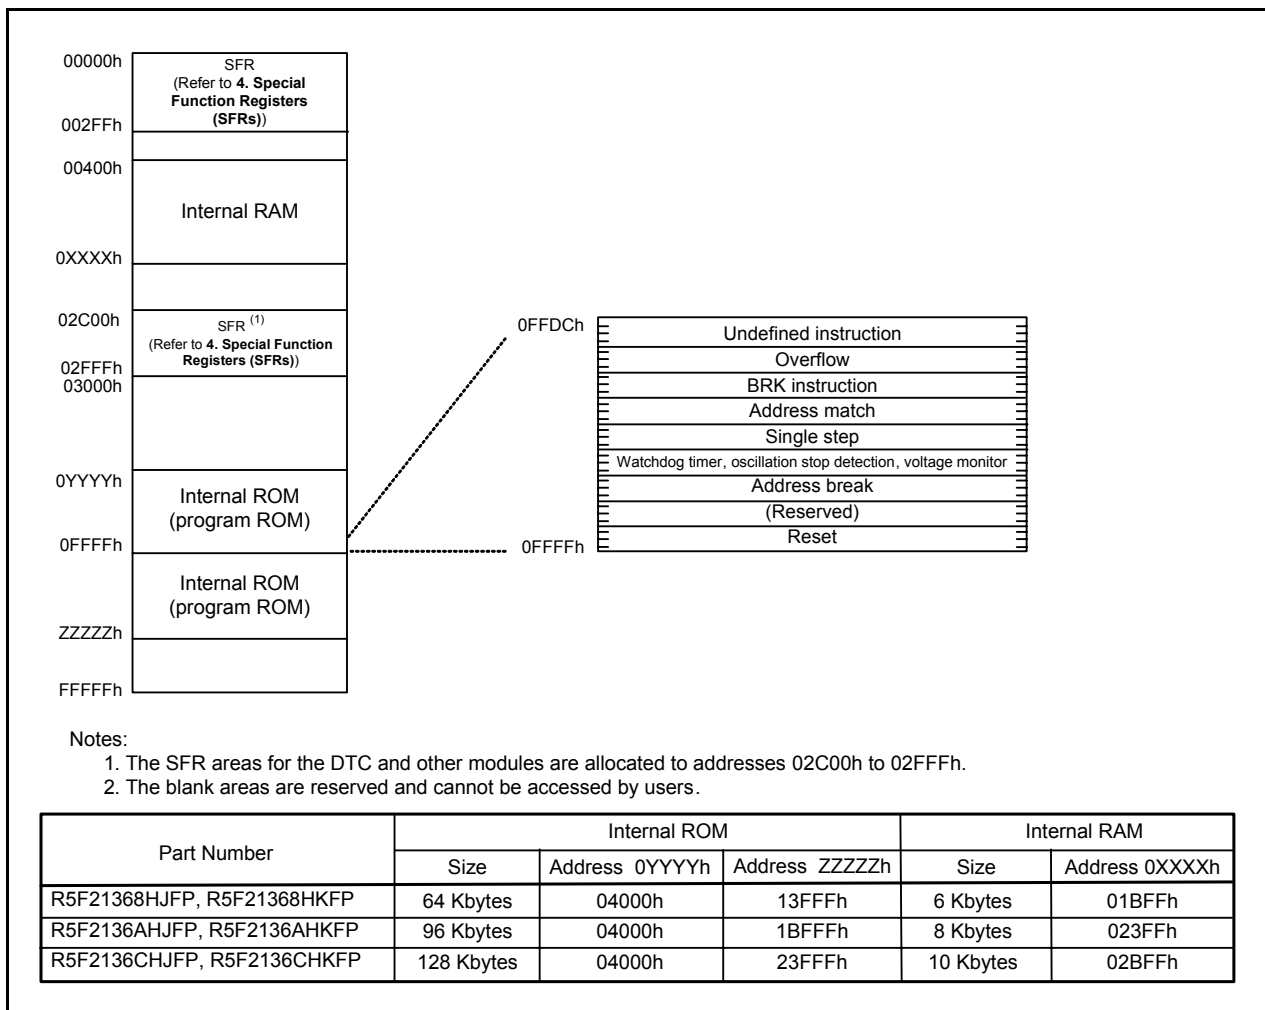 00000h
SFR
(Refer to 4. Special
Function Registers
(SFRs))
002FFh
00400h
Internal RAM
0XXXXh
02C00h
SFR (1)
(Refer to 4. Special Function
Registers (SFRs))
02FFFh
03000h
0YYYYh
Internal ROM
(program ROM)
0FFFFh
Internal ROM
(program ROM)
ZZZZZh
FFFFFh
0FFDCh
Undefined instruction
Overflow
BRK instruction
Address match
Single step
Watchdog timer, oscillation stop detection, voltage monitor
Address break
(Reserved)
Reset
0FFFFh
Notes:
1. The SFR areas for the DTC and other modules are allocated to addresses 02C00h to 02FFFh.
2. The blank areas are reserved and cannot be accessed by users.
Part Number Internal ROM Internal RAM
Size Address 0YYYYh Address ZZZZZh Size Address 0XXXXh
R5F21368HJFP, R5F21368HKFP 64 Kbytes 04000h 13FFFh 6 Kbytes 01BFFh
R5F2136AHJFP, R5F2136AHKFP 96 Kbytes 04000h 1BFFFh 8 Kbytes 023FFh
R5F2136CHJFP, R5F2136CHKFP 128 Kbytes 04000h 23FFFh 10 Kbytes 02BFFh